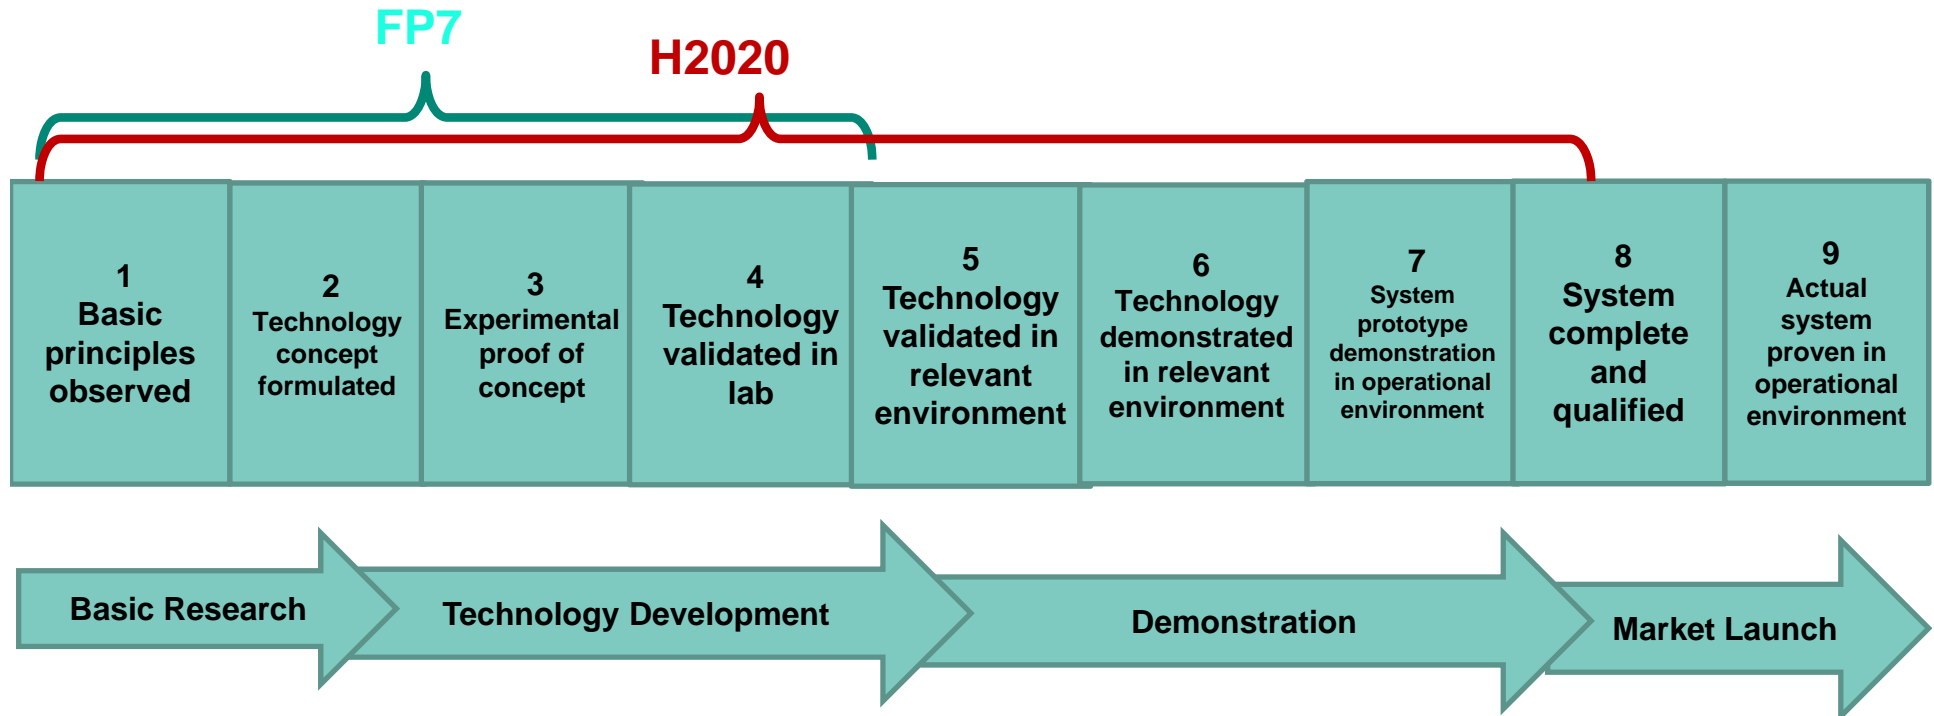 FP7
H2020
1
Basic
principles
observed
2
Technology
concept
formulated
3
Experimental
proof of
concept
4
Technology
validated in
lab
5
Technology
validated in
relevant
environment
6
Technology
demonstrated
in relevant
environment
7
System
prototype
demonstration
in operational
environment
8
System
complete
and
qualified
9
Actual
system
proven in
operational
environment
Basic Research
Technology Development
Demonstration
Market Launch